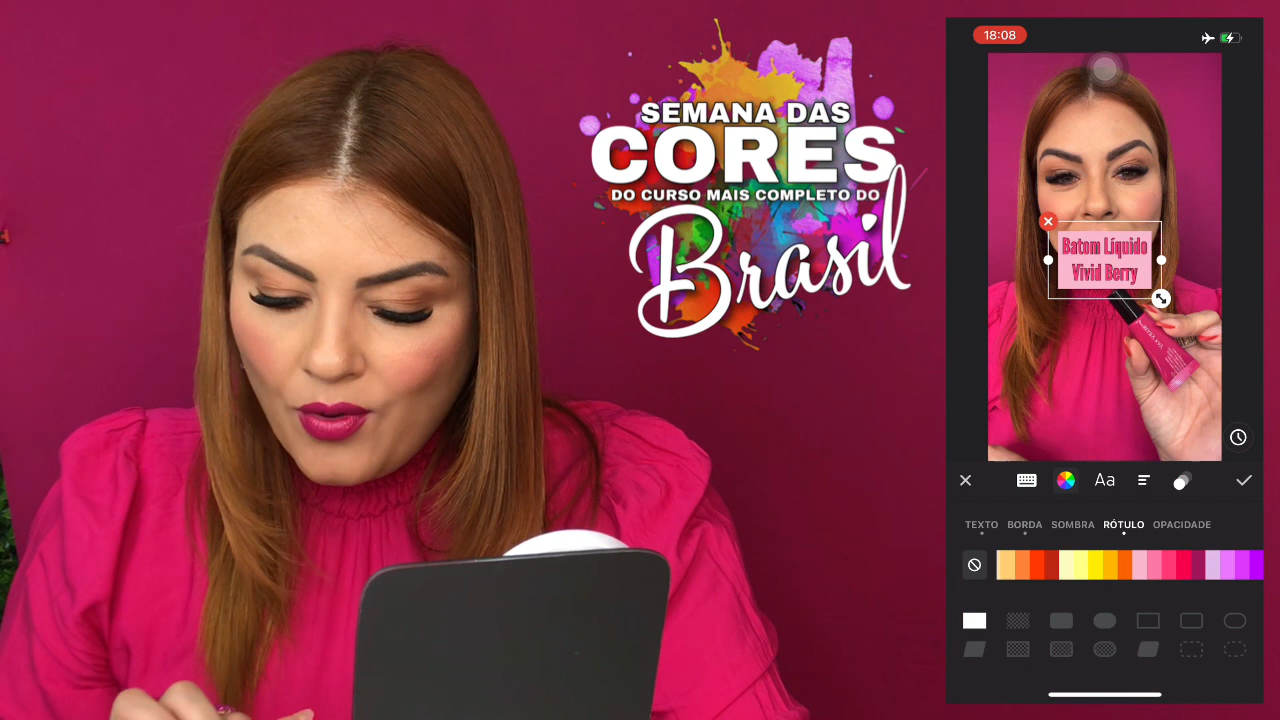 SEMANA DAS
CORES
DO CURSO MAIS COMPLETO DO
Brasil
18:08
Batom Líquido
Vivid Berry
Aa
TEXTO BORDA SOMBRA RÓTULO OPACIDADE